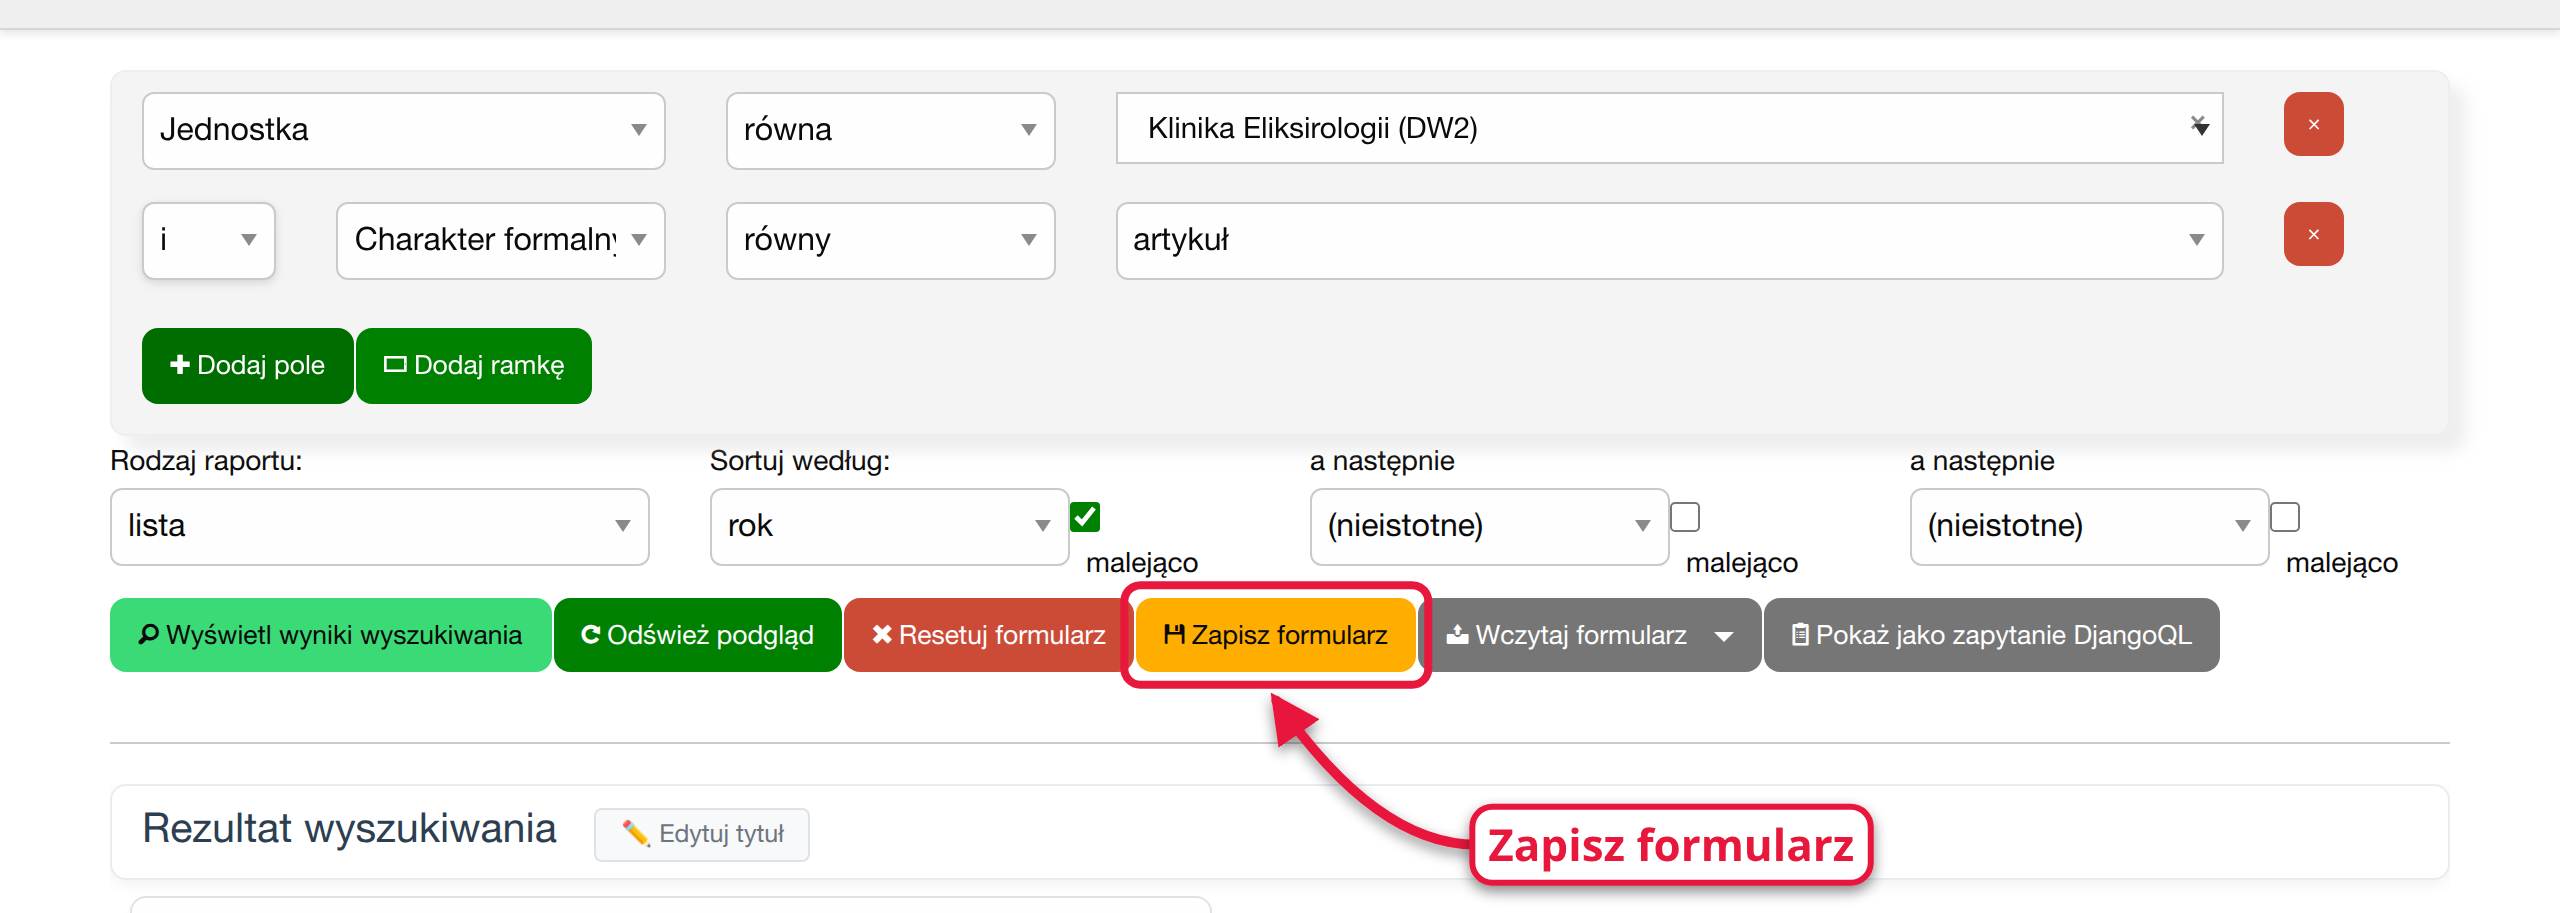 Jednostka równa Klinika Eliksirologii (DW2) × ×
i Charakter formalny równy artykuł ×
Dodaj pole Dodaj ramkę
Rodzaj raportu: Sortuj według: a następnie a następnie
lista rok (nieistotne) (nieistotne)
malejąco malejąco malejąco
Wyświetl wyniki wyszukiwania Odśwież podgląd Resetuj formularz Zapisz formularz Wczytaj formularz Pokaż jako zapytanie DjangoQL
Rezultat wyszukiwania Edytuj tytuł
Zapisz formularz